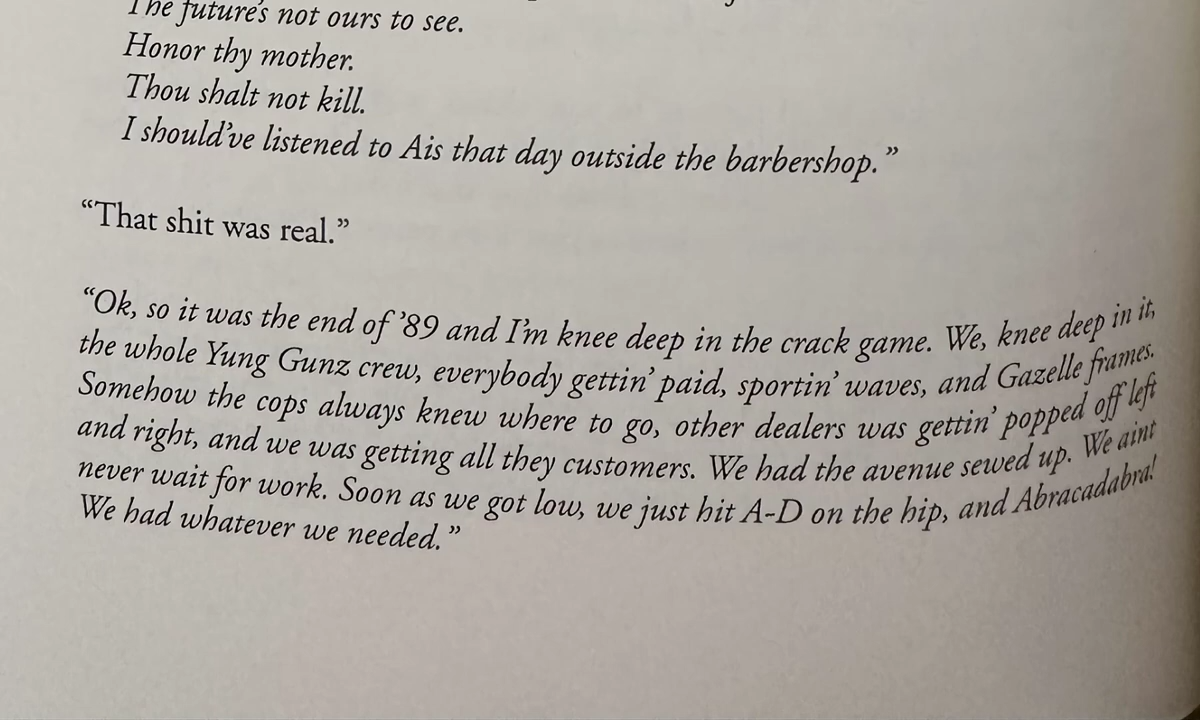 The future's not ours to see.
Honor thy mother.
Thou shalt not kill.
I should've listened to Ais that day outside the barbershop.”
“That shit was real.”
“Ok, so it was the end of ’89 and I’m knee deep in the crack game. We, knee deep in it,
the whole Yung Gunz crew, everybody gettin’ paid, sportin’ waves, and Gazelle frames.
Somehow the cops always knew where to go, other dealers was gettin’ popped off left
and right, and we was getting all they customers. We had the avenue sewed up. We aint
never wait for work. Soon as we got low, we just hit A-D on the hip, and Abracadabra!
We had whatever we needed.”